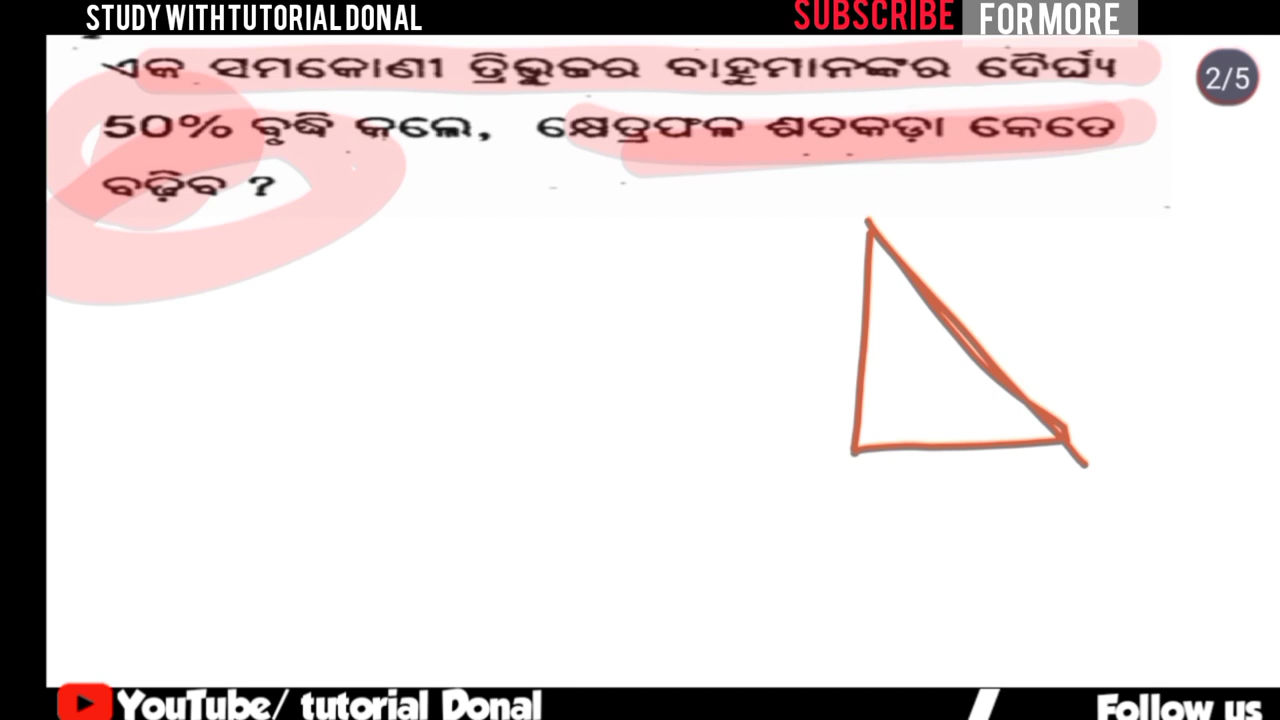 STUDY WITH TUTORIAL DONAL
SUBSCRIBE FOR MORE
ଏକ ସମକୋଣୀ ତ୍ରିଭୁଜର ବାହୁମାନଙ୍କର ଦୈର୍ଘ୍ୟ
2/5
50% ବୃଦ୍ଧି କଲେ, କ୍ଷେତ୍ରଫଳ ଶତକଡ଼ା କେତେ
ବଢ଼ିବ ?
YouTube/ tutorial Donal
/ Follow us